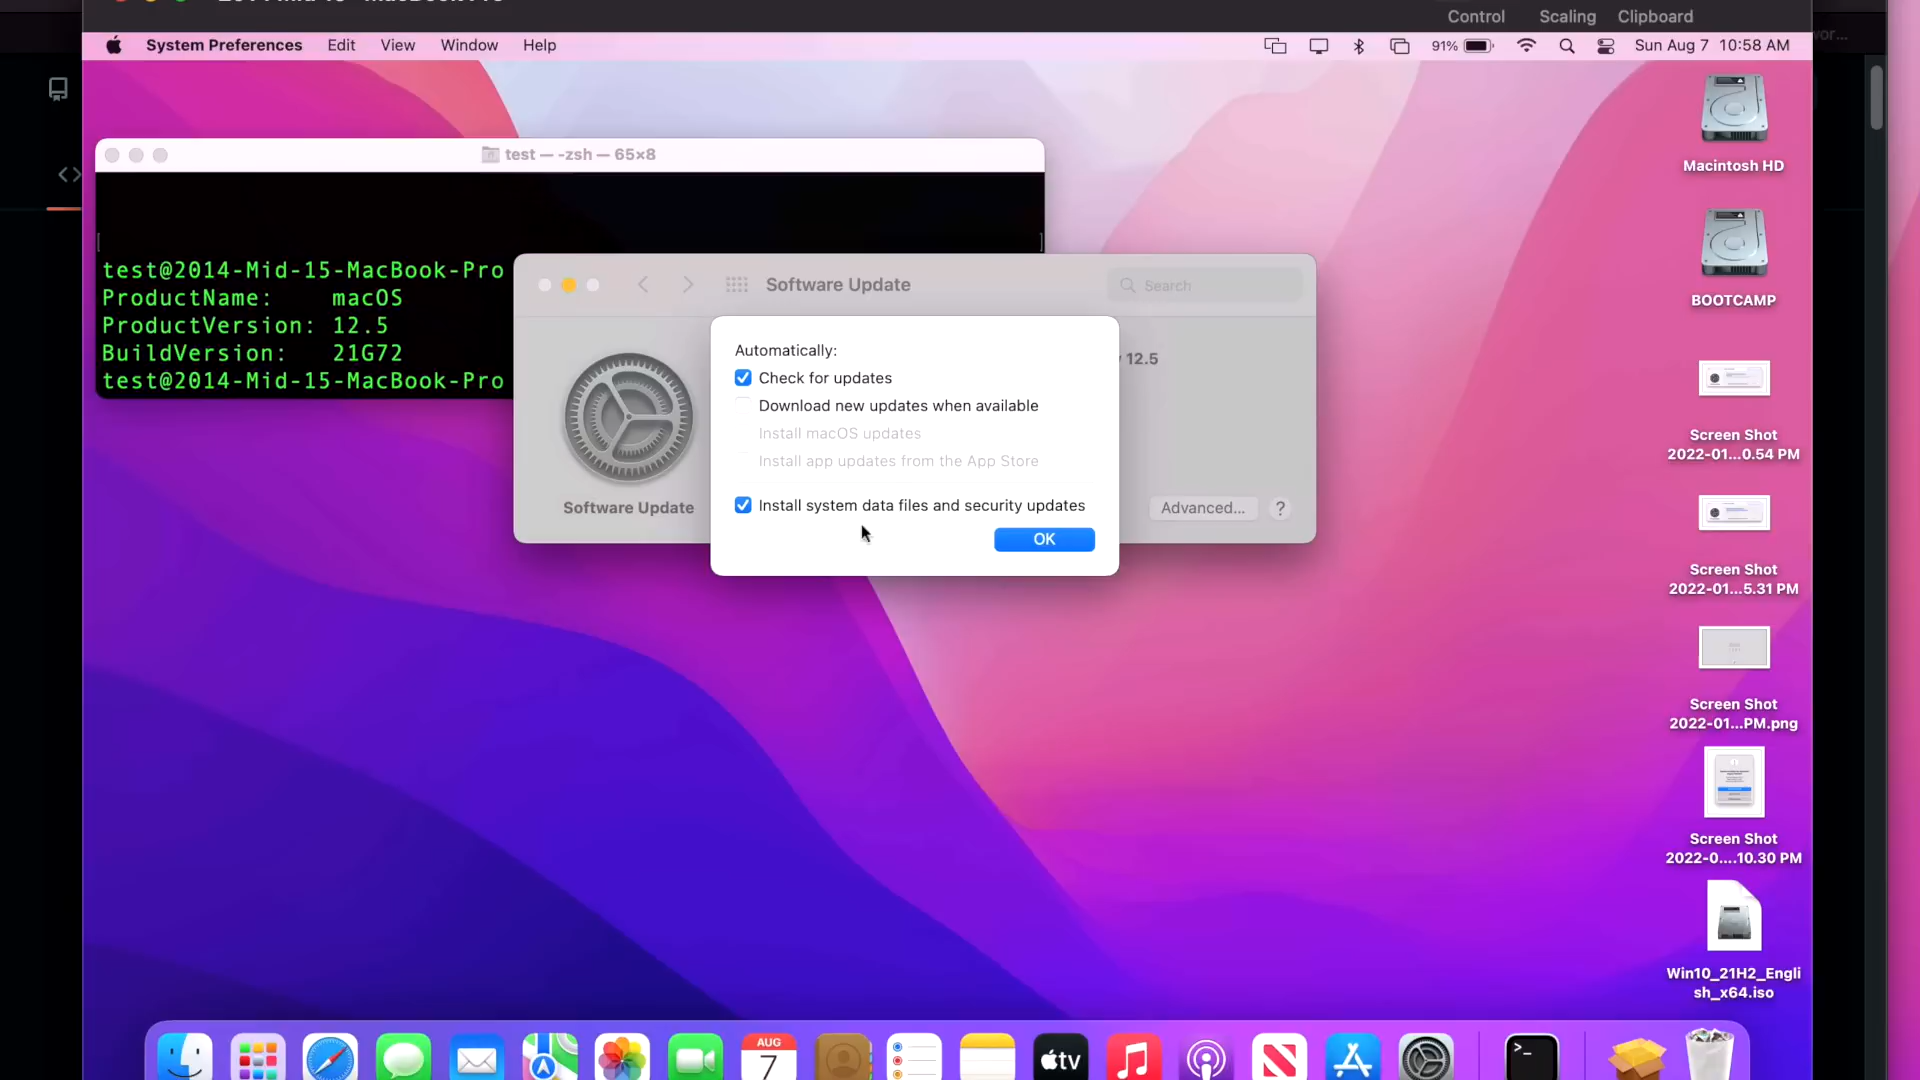 Control Scaling Clipboard
System Preferences Edit View Window Help
91% Sun Aug 7 10:58 AM
test — -zsh — 65×8
test@2014-Mid-15-MacBook-Pro
ProductName: macOS
ProductVersion: 12.5
BuildVersion: 21G72
test@2014-Mid-15-MacBook-Pro
Software Update
Search
Software Update
12.5
Advanced...
?
Automatically:
Check for updates
Download new updates when available
Install macOS updates
Install app updates from the App Store
Install system data files and security updates
OK
Macintosh HD
BOOTCAMP
Screen Shot
2022-01...0.54 PM
Screen Shot
2022-01...5.31 PM
Screen Shot
2022-01...PM.png
Screen Shot
2022-0....10.30 PM
Win10_21H2_Engli
sh_x64.iso
AUG
7
tv
>_